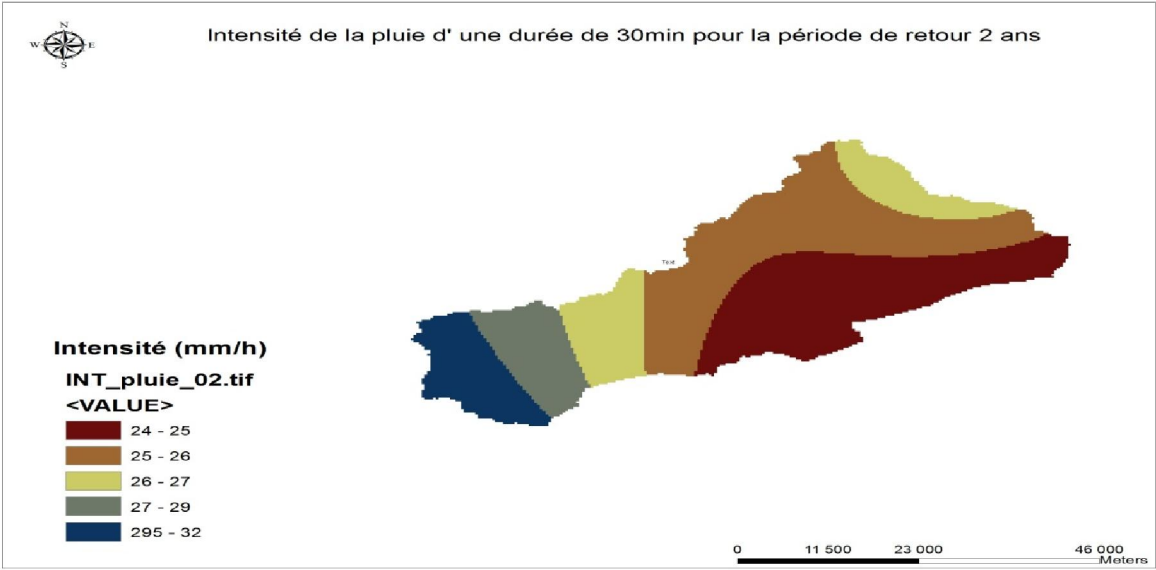 N
W E
S
Intensité de la pluie d' une durée de 30min pour la période de retour 2 ans
Text
Intensité (mm/h)
INT_pluie_02.tif
<VALUE>
24 - 25
25 - 26
26 - 27
27 - 29
295 - 32
0 11 500 23 000 46 000
Meters